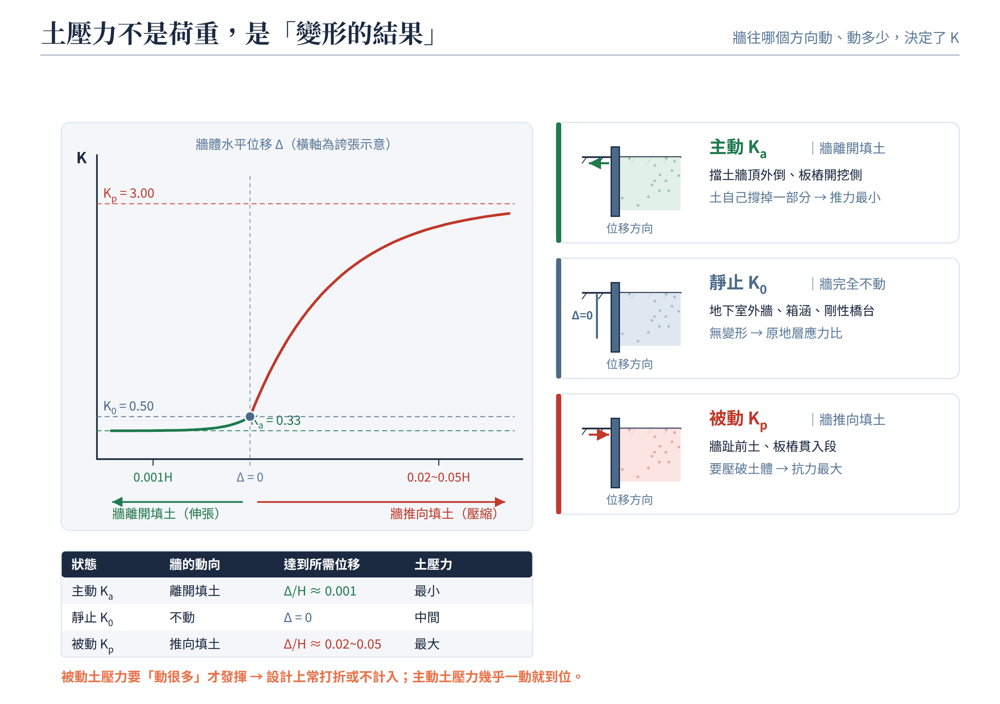 土壓力不是荷重，是「變形的結果」
牆往哪個方向動、動多少，決定了 K
牆體水平位移 Δ（橫軸為誇張示意）
K
Kp = 3.00
K0 = 0.50
Ka = 0.33
0.001H
Δ = 0
0.02~0.05H
牆離開填土（伸張）
牆推向填土（壓縮）
主動 Ka
｜牆離開填土
擋土牆頂外倒、板樁開挖側
土自己撐掉一部分 → 推力最小
位移方向
靜止 K0
｜牆完全不動
地下室外牆、箱涵、剛性橋台
無變形 → 原地層應力比
Δ=0
位移方向
被動 Kp
｜牆推向填土
牆趾前土、板樁貫入段
要壓破土體 → 抗力最大
位移方向
狀態 牆的動向 達到所需位移 土壓力
主動 Ka 離開填土 Δ/H ≈ 0.001 最小
靜止 K0 不動 Δ = 0 中間
被動 Kp 推向填土 Δ/H ≈ 0.02~0.05 最大
被動土壓力要「動很多」才發揮 → 設計上常打折或不計入；主動土壓力幾乎一動就到位。